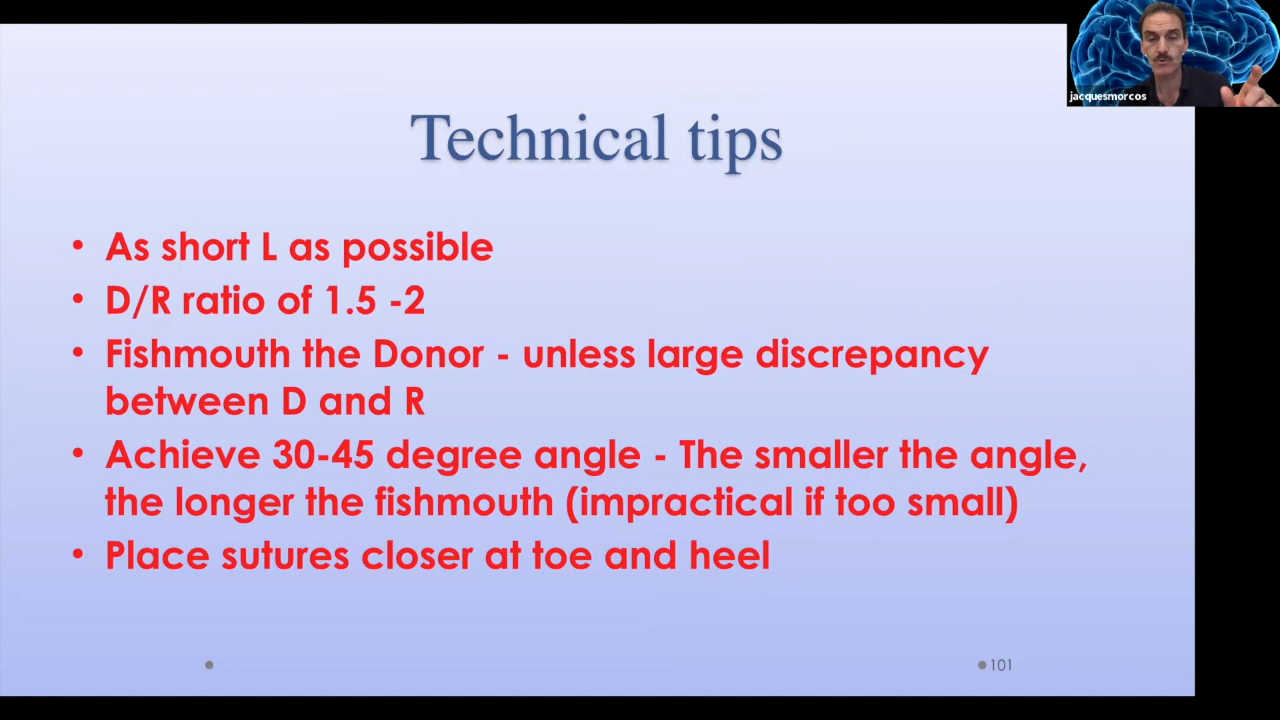 jacquesmorcos
Technical tips
• As short L as possible
• D/R ratio of 1.5 -2
• Fishmouth the Donor - unless large discrepancy
between D and R
• Achieve 30-45 degree angle - The smaller the angle,
the longer the fishmouth (impractical if too small)
• Place sutures closer at toe and heel
101